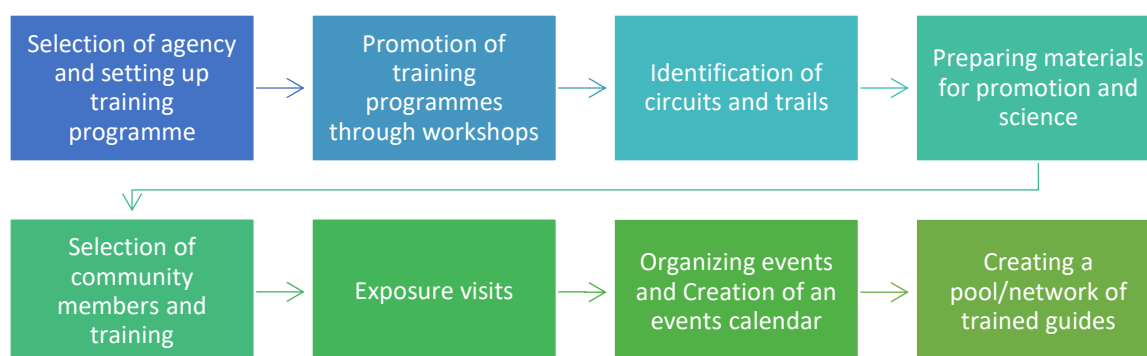 Selection of agency
and setting up
training
programme
Promotion of
training
programmes
through workshops
Identification of
circuits and trails
Preparing materials
for promotion and
science
Selection of
community
members and
training
Exposure visits
Organizing events
and Creation of an
events calendar
Creating a
pool/network of
trained guides